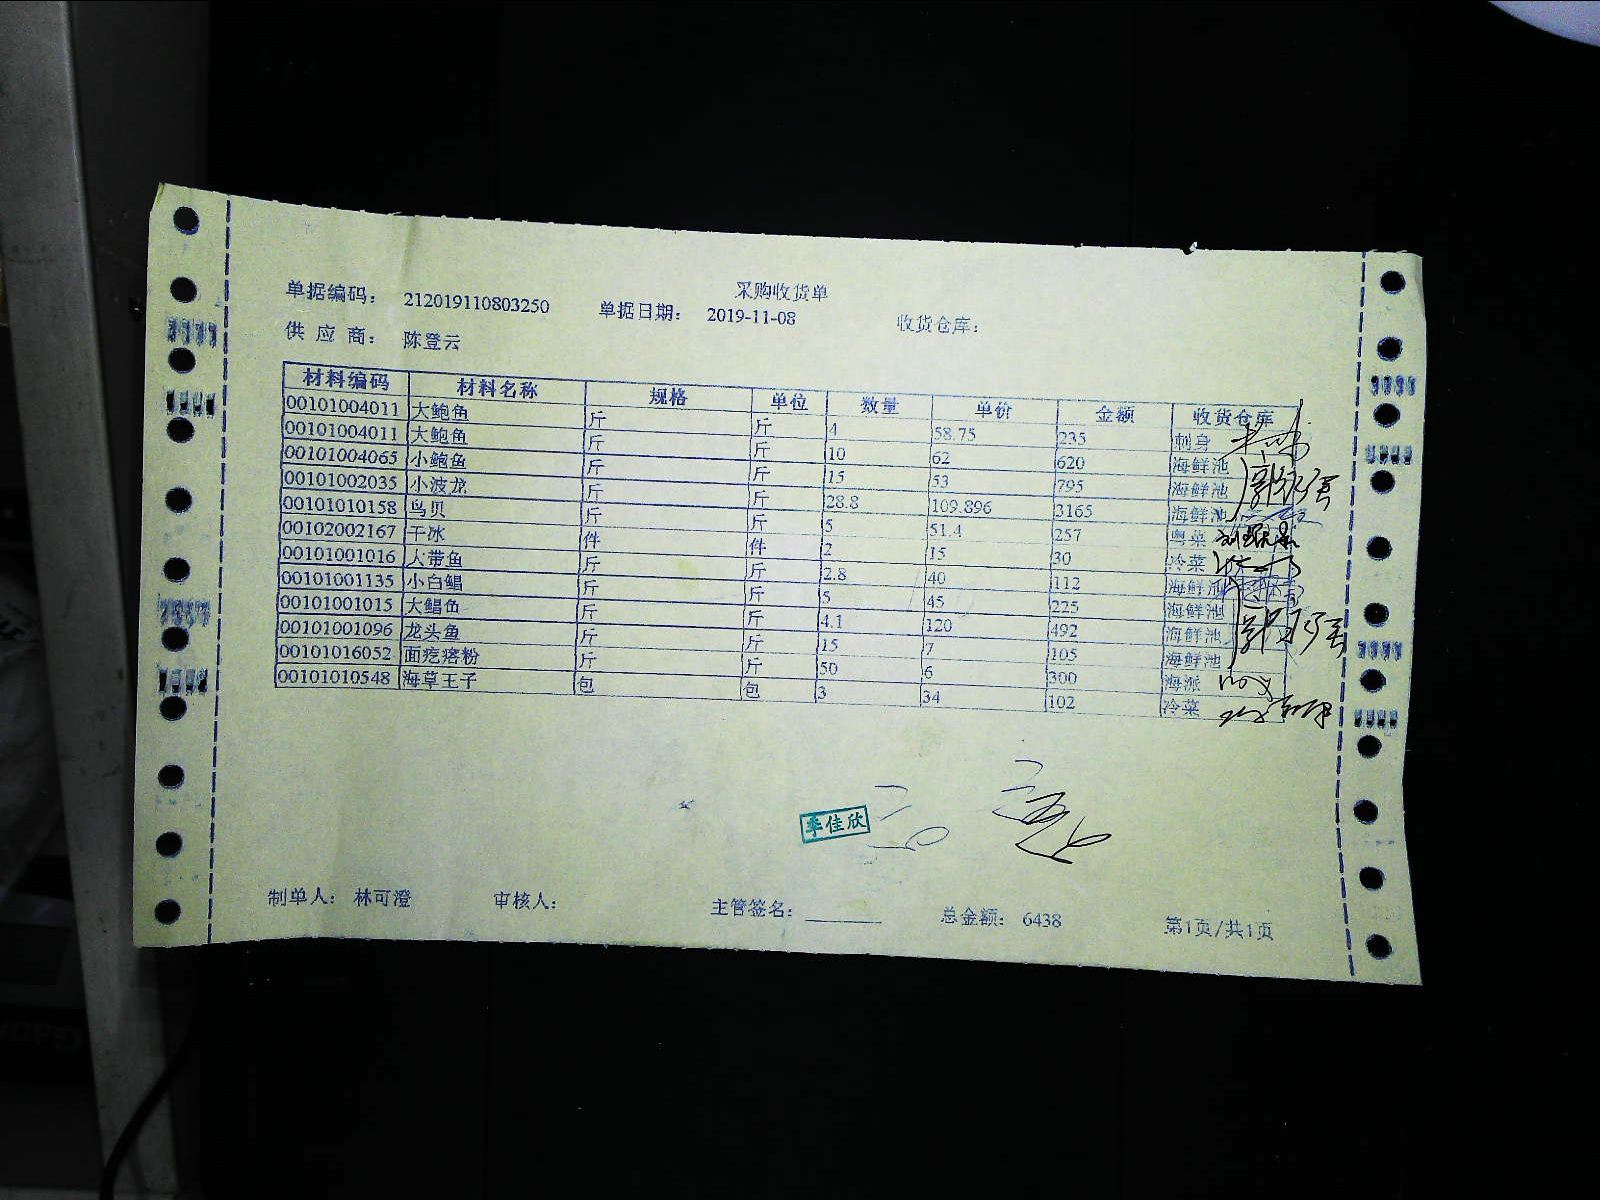 采购收货单
单据编码: 212019110803250 单据日期: 2019-11-08 收货仓库:
供 应 商: 陈登云
材料编码 材料名称 规格 单位 数量 单价 金额 收货仓库
00101004011 大鲍鱼 斤 斤 4 58.75 235 刺身
00101004011 大鲍鱼 斤 斤 10 62 620 海鲜池
00101004065 小鲍鱼 斤 斤 15 53 795 海鲜池
00101002035 小波龙 斤 斤 28.8 109.896 3165 海鲜池
00101010158 鸟贝 斤 斤 5 51.4 257 粤菜
00102002167 干冰 件 件 2 15 30 冷菜
00101001016 大带鱼 斤 斤 2.8 40 112 海鲜池
00101001135 小白鲳 斤 斤 5 45 225 海鲜池
00101001015 大鲳鱼 斤 斤 4.1 120 492 海鲜池
00101001096 龙头鱼 斤 斤 15 7 105 海鲜池
00101016052 面疙瘩粉 斤 斤 50 6 300 海派
00101010548 海草王子 包 包 3 34 102 冷菜
李佳欣
制单人: 林可澄 审核人: 主管签名: 总金额: 6438 第1页/共1页